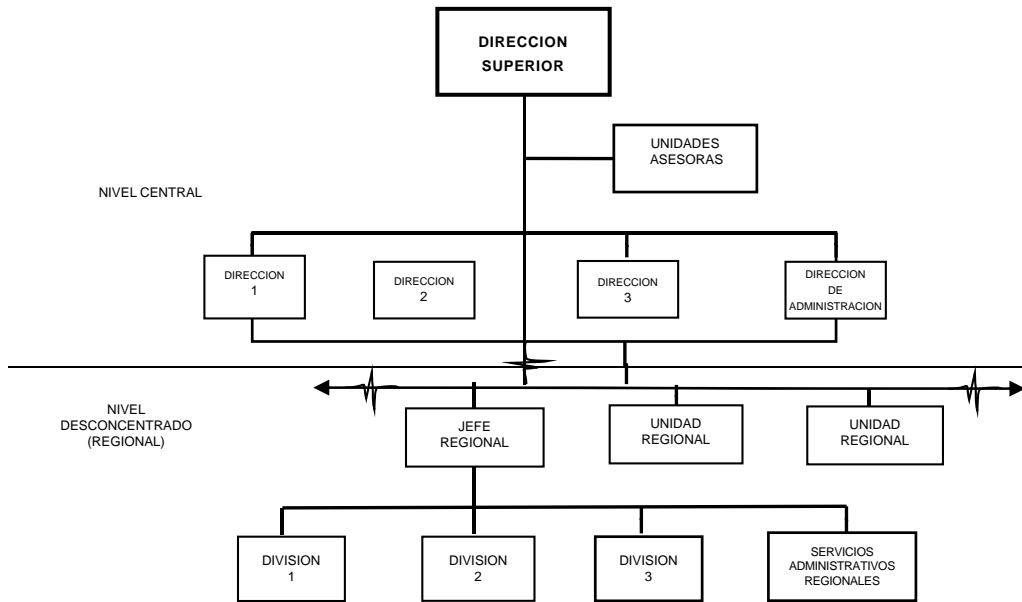 DIRECCION
SUPERIOR
UNIDADES
ASESORAS
NIVEL CENTRAL
DIRECCION
1
DIRECCION
2
DIRECCION
3
DIRECCION
DE
ADMINISTRACION
NIVEL
DESCONCENTRADO
(REGIONAL)
JEFE
REGIONAL
UNIDAD
REGIONAL
UNIDAD
REGIONAL
DIVISION
1
DIVISION
2
DIVISION
3
SERVICIOS
ADMINISTRATIVOS
REGIONALES